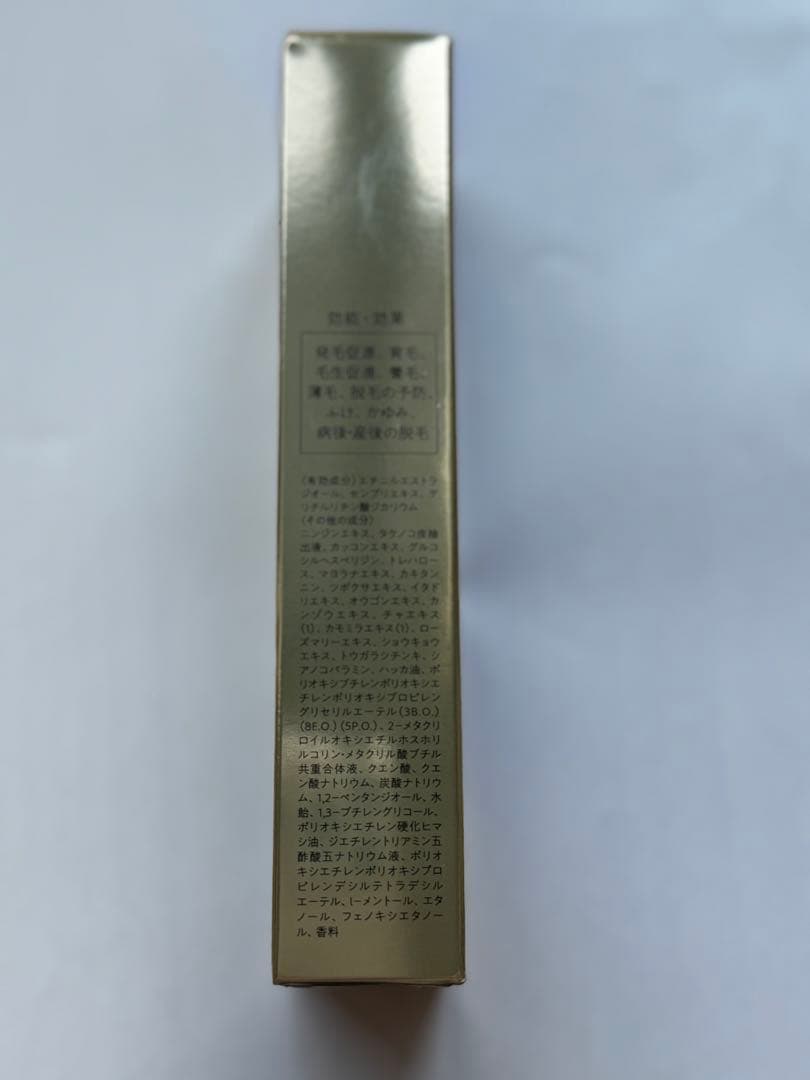 効能・効果
発毛促進、育毛、
毛生促進、養毛、
薄毛、脱毛の予防、
ふけ、かゆみ、
病後・産後の脱毛
〈有効成分〉エチニルエストラ
ジオール、センブリエキス、グ
リチルリチン酸ジカリウム
〈その他の成分〉
ニンジンエキス、タケノコ皮抽
出液、カッコンエキス、グルコ
シルヘスペリジン、トレハロー
ス、マヨラナエキス、カキタン
ニン、ツボクサエキス、イタド
リエキス、オウゴンエキス、カ
ンゾウエキス、チャエキス
(1)、カモミラエキス(1)、ロー
ズマリーエキス、ショウキョウ
エキス、トウガラシチンキ、シ
アノコバラミン、ハッカ油、ポ
リオキシブチレンポリオキシエ
チレンポリオキシプロピレン
グリセリルエーテル(3B.O.)
(8E.O.)(5P.O.)、2-メタクリ
ロイルオキシエチルホスホリ
ルコリン・メタクリル酸ブチル
共重合体液、クエン酸、クエ
ン酸ナトリウム、炭酸ナトリウ
ム、1,2-ペンタンジオール、水
飴、1,3-ブチレングリコール、
ポリオキシエチレン硬化ヒマ
シ油、ジエチレントリアミン五
酢酸五ナトリウム液、ポリオ
キシエチレンポリオキシプロ
ピレンデシルテトラデシル
エーテル、l-メントール、エタ
ノール、フェノキシエタノー
ル、香料